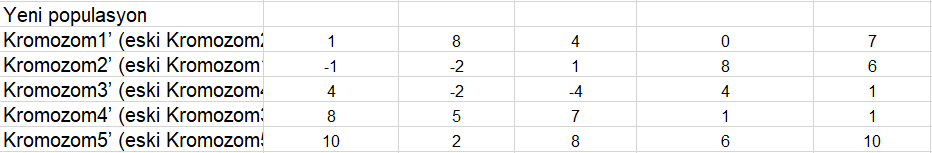 Yeni populasyon
Kromozom1’ (eski Kromozom2 1 8 4 0 7
Kromozom2’ (eski Kromozom1 -1 -2 1 8 6
Kromozom3’ (eski Kromozom4 4 -2 -4 4 1
Kromozom4’ (eski Kromozom3 8 5 7 1 1
Kromozom5’ (eski Kromozom5 10 2 8 6 10